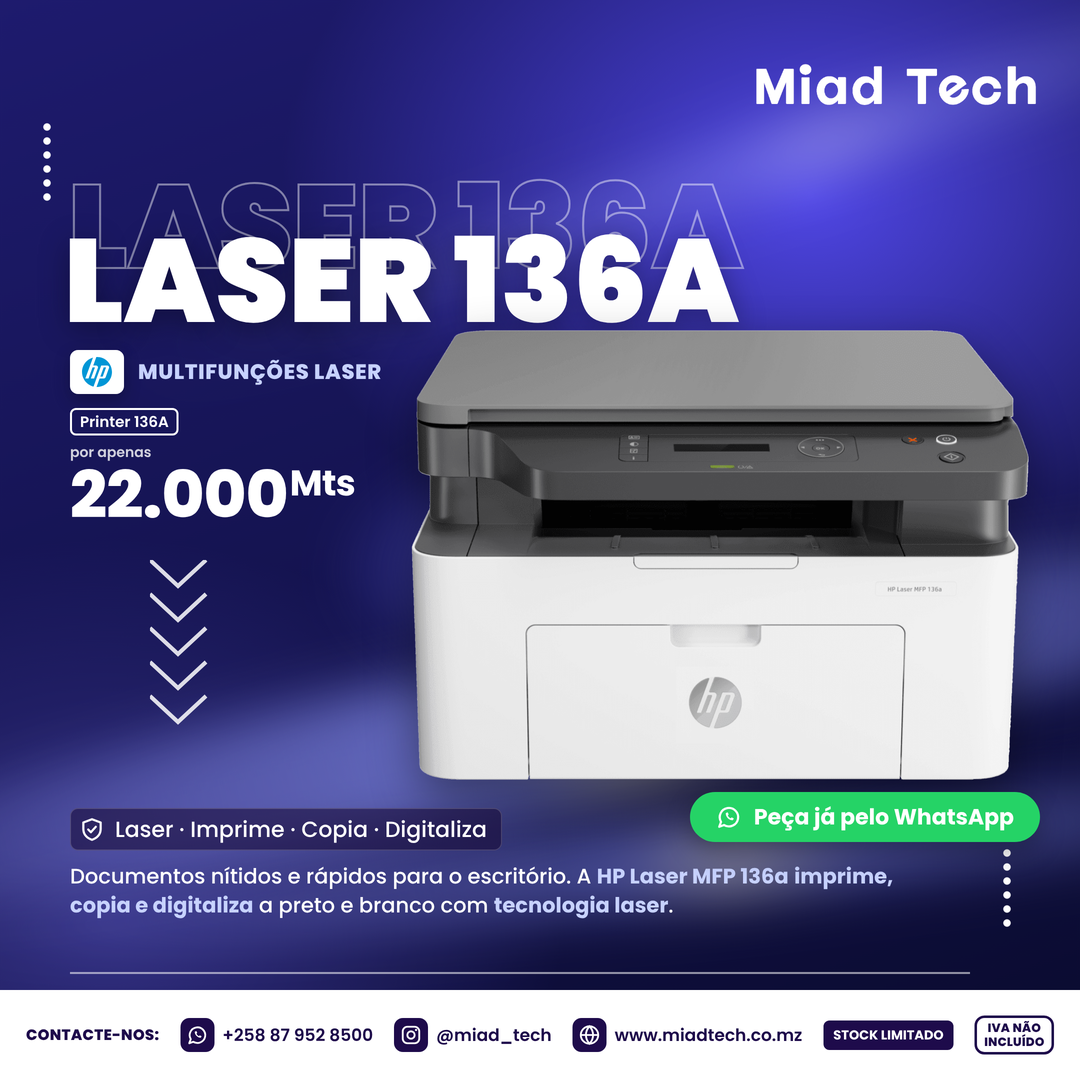 Miad Tech
LASER 136A
LASER 136A
hp
MULTIFUNÇÕES LASER
Printer 136A
por apenas
22.000Mts
HP Laser MFP 136a
hp
Laser · Imprime · Copia · Digitaliza
Peça já pelo WhatsApp
Documentos nítidos e rápidos para o escritório. A HP Laser MFP 136a imprime,
copia e digitaliza a preto e branco com tecnologia laser.
CONTACTE-NOS:
+258 87 952 8500
@miad_tech
www.miadtech.co.mz
STOCK LIMITADO
IVA NÃO
INCLUÍDO